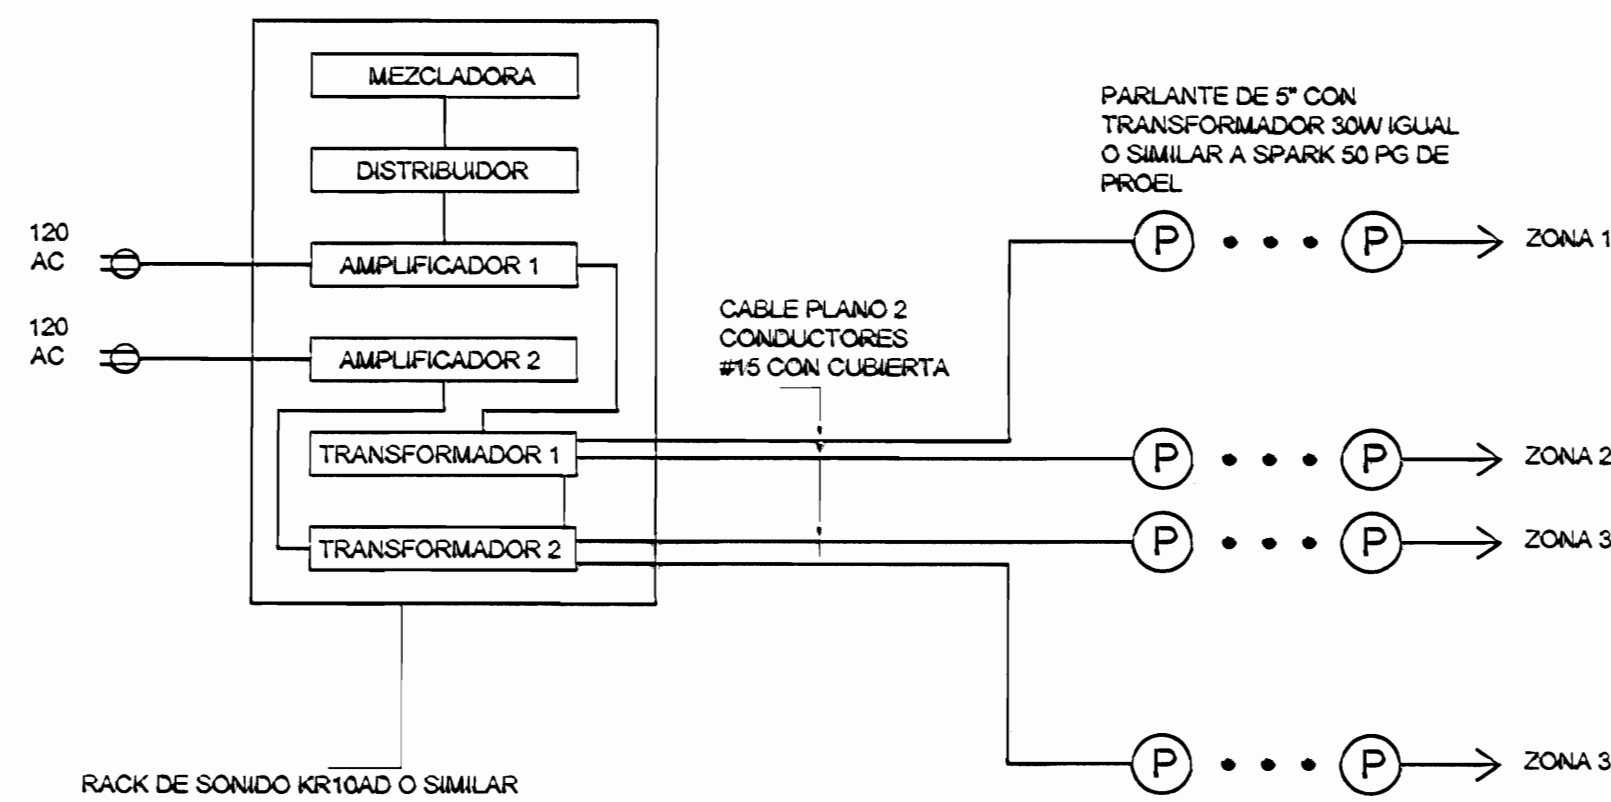 MEZCLADORA
DISTRIBUIDOR
120
AC
AMPLIFICADOR 1
120
AC
AMPLIFICADOR 2
TRANSFORMADOR 1
TRANSFORMADOR 2
RACK DE SONIDO KR10AD O SIMILAR
CABLE PLANO 2
CONDUCTORES
#15 CON CUBIERTA
PARLANTE DE 5" CON
TRANSFORMADOR 30W IGUAL
O SIMILAR A SPARK 50 PG DE
PROEL
P P ZONA 1
P P ZONA 2
P P ZONA 3
P P ZONA 3